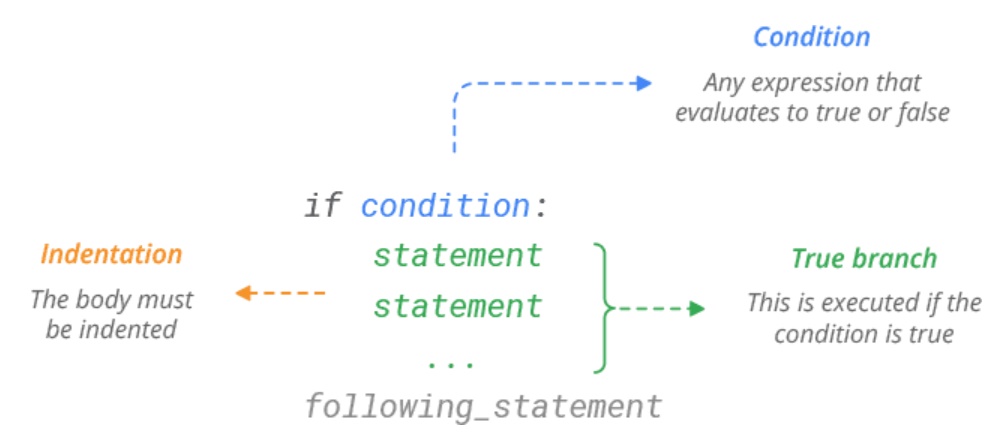 Condition
Any expression that
evaluates to true or false
if condition:
Indentation
The body must
be indented
statement
statement
...
True branch
This is executed if the
condition is true
following_statement